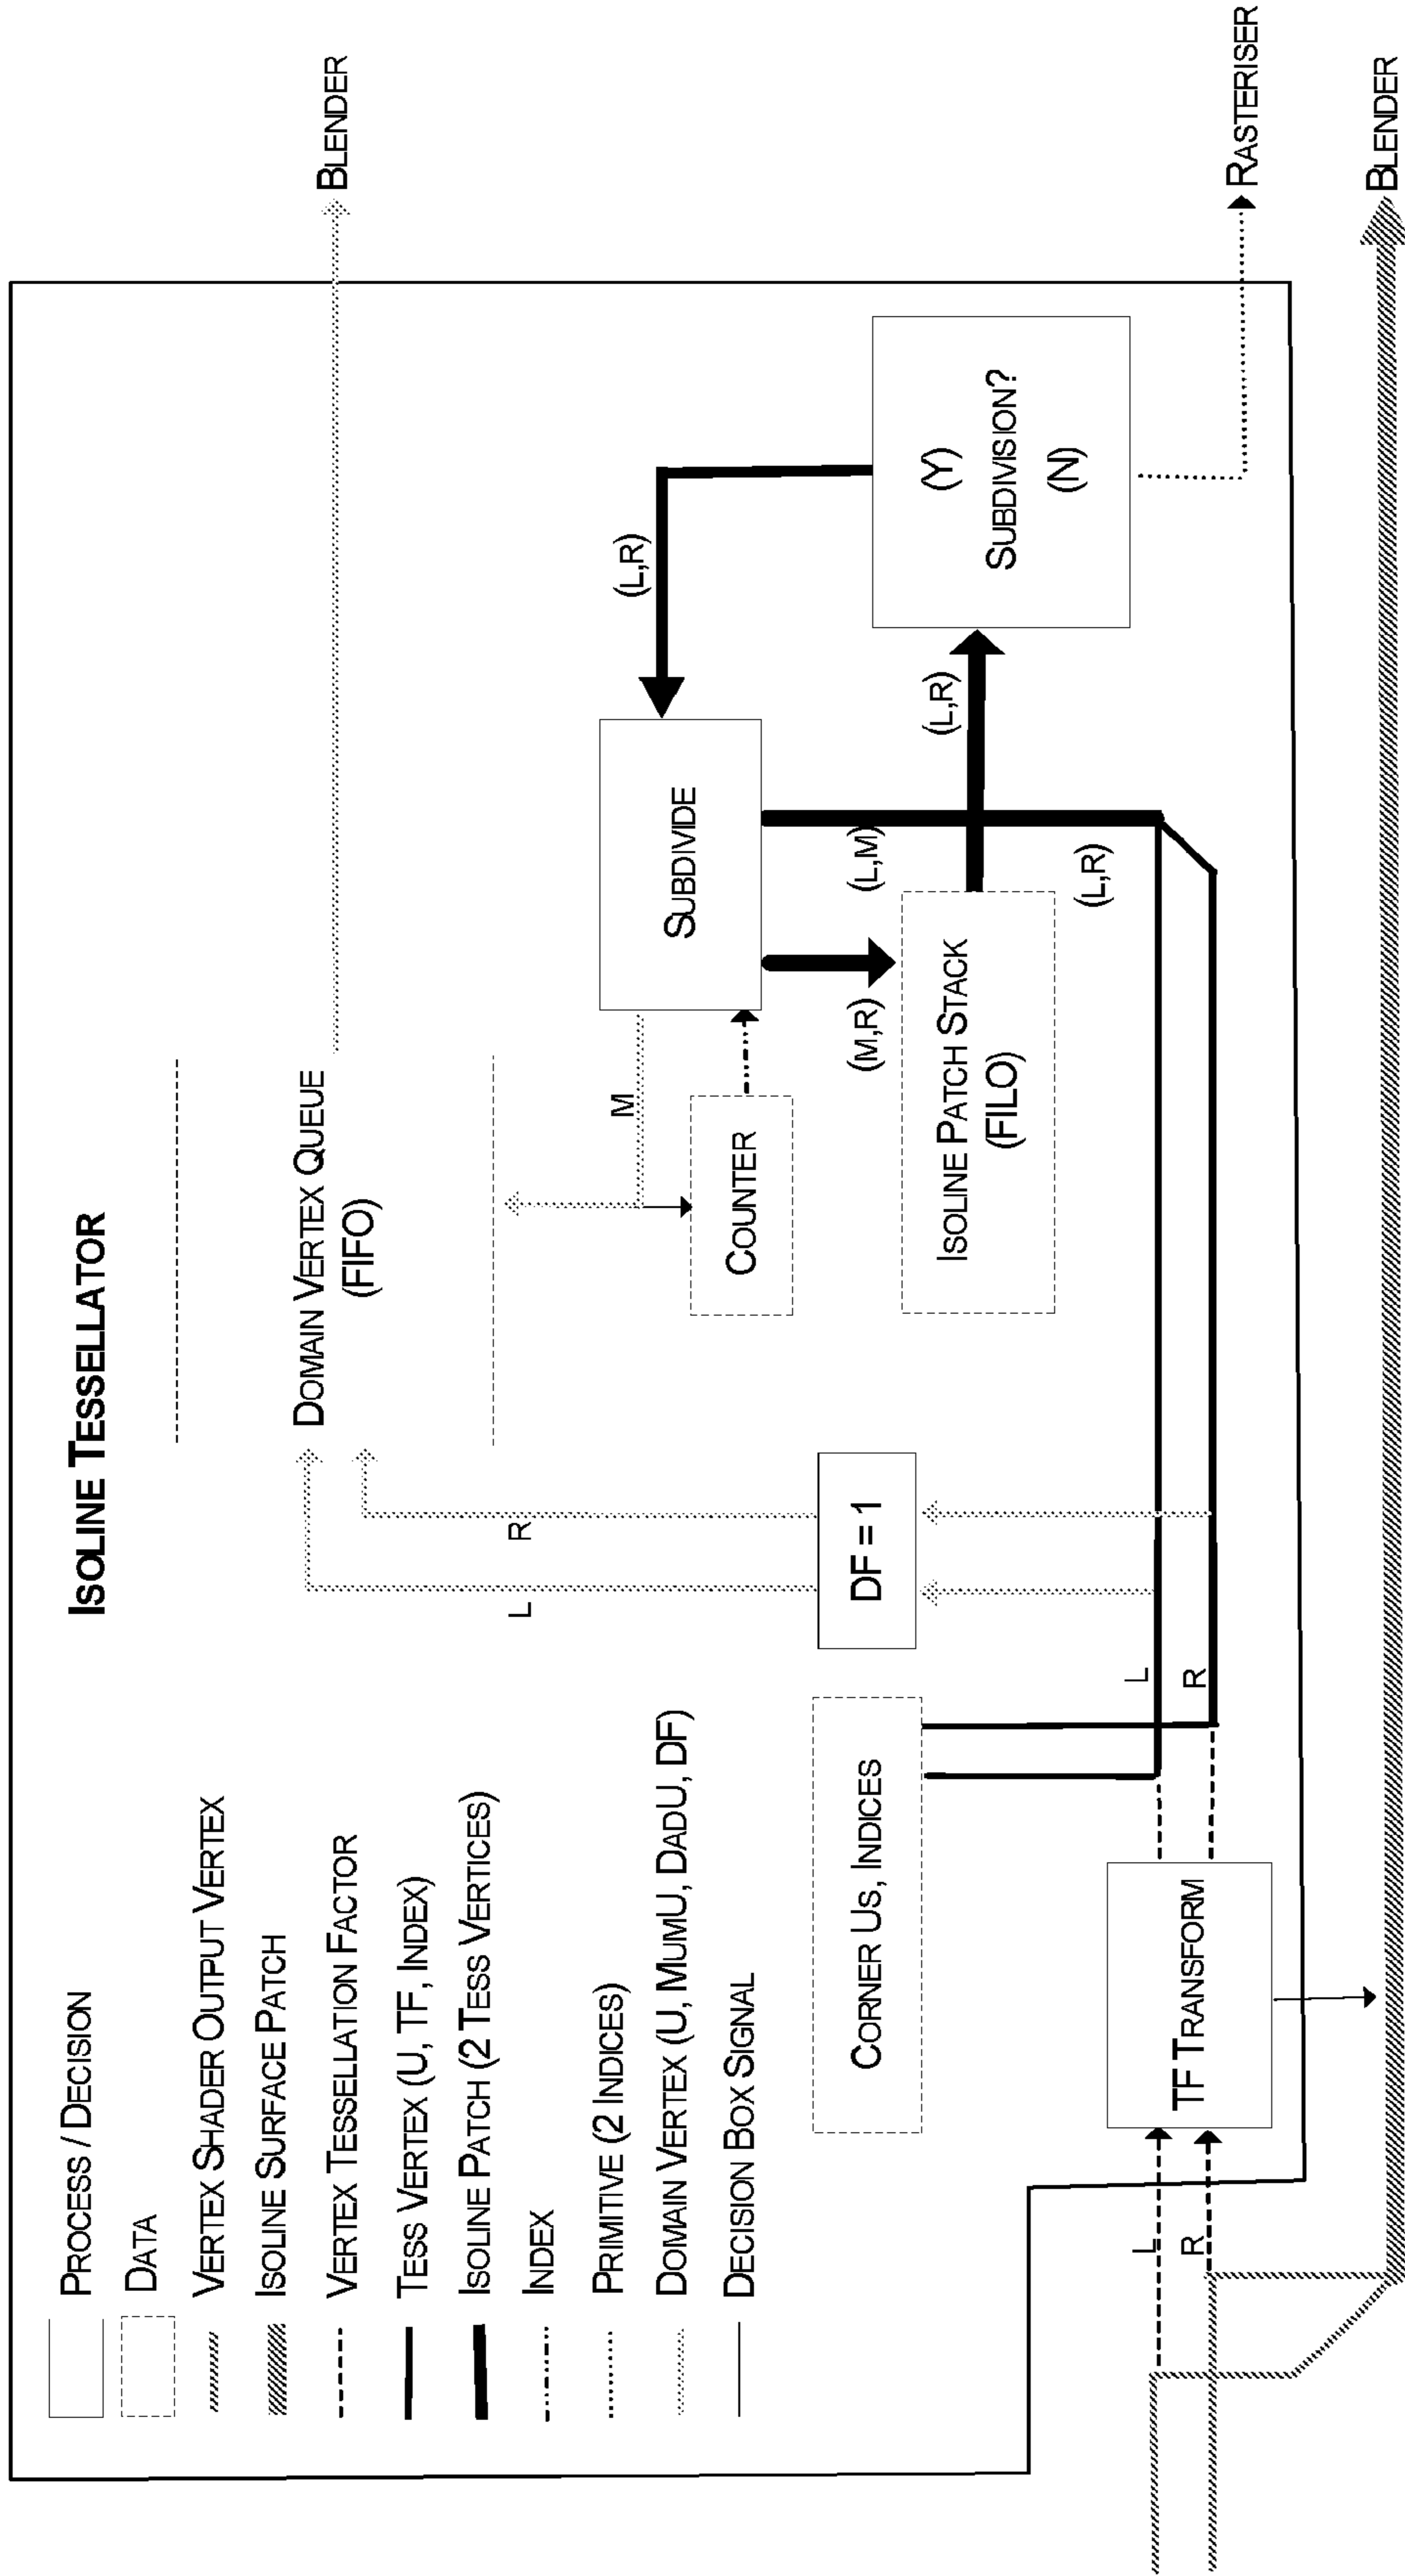 ISOLINE TESSELLATOR
PROCESS / DECISION
DATA
VERTEX SHADER OUTPUT VERTEX
ISOLINE SURFACE PATCH
VERTEX TESSELLATION FACTOR
TESS VERTEX (U, TF, INDEX)
ISOLINE PATCH (2 TESS VERTICES)
INDEX
PRIMITIVE (2 INDICES)
DOMAIN VERTEX (U, MUMU, DADU, DF)
DECISION BOX SIGNAL
DOMAIN VERTEX QUEUE
(FIFO)
BLENDER
L
R
M
(L,R)
SUBDIVIDE
COUNTER
DF = 1
CORNER US, INDICES
(M,R)
(L,M)
(L,R)
(Y)
SUBDIVISION?
(N)
ISOLINE PATCH STACK
(FILO)
(L,R)
L
R
TF TRANSFORM
L
R
RASTERISER
BLENDER